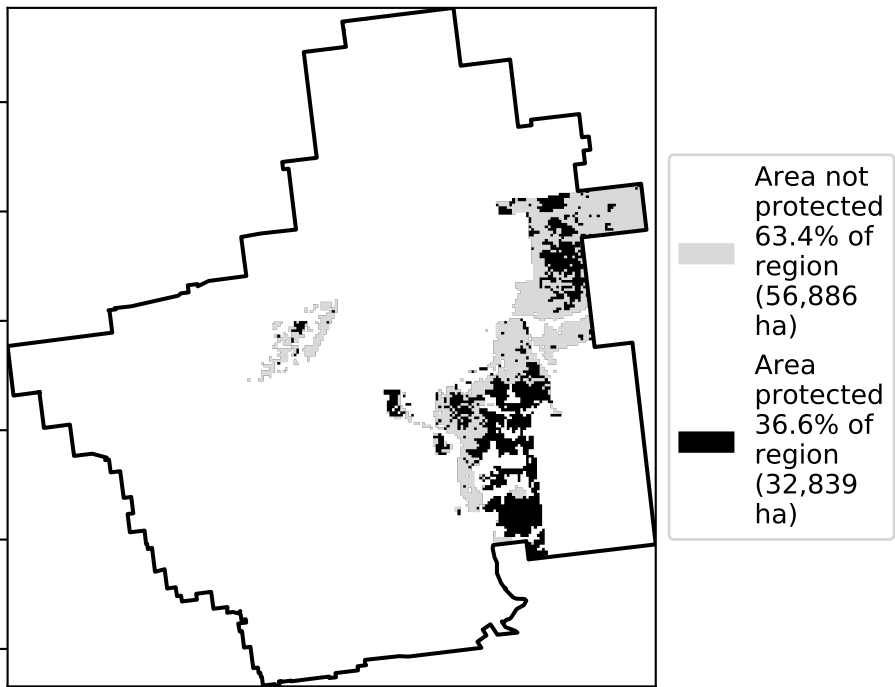 Area not
protected
63.4% of
region
(56,886
ha)
Area
protected
36.6% of
region
(32,839
ha)